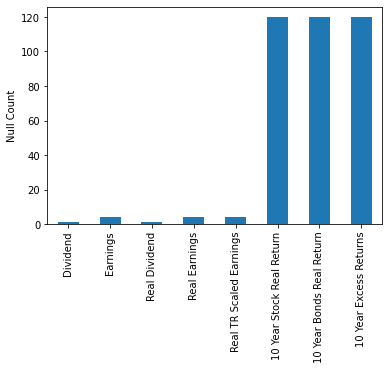 120
100
80
60
40
20
0
Null Count
Dividend
Earnings
Real Dividend
Real Earnings
Real TR Scaled Earnings
10 Year Stock Real Return
10 Year Bonds Real Return
10 Year Excess Returns